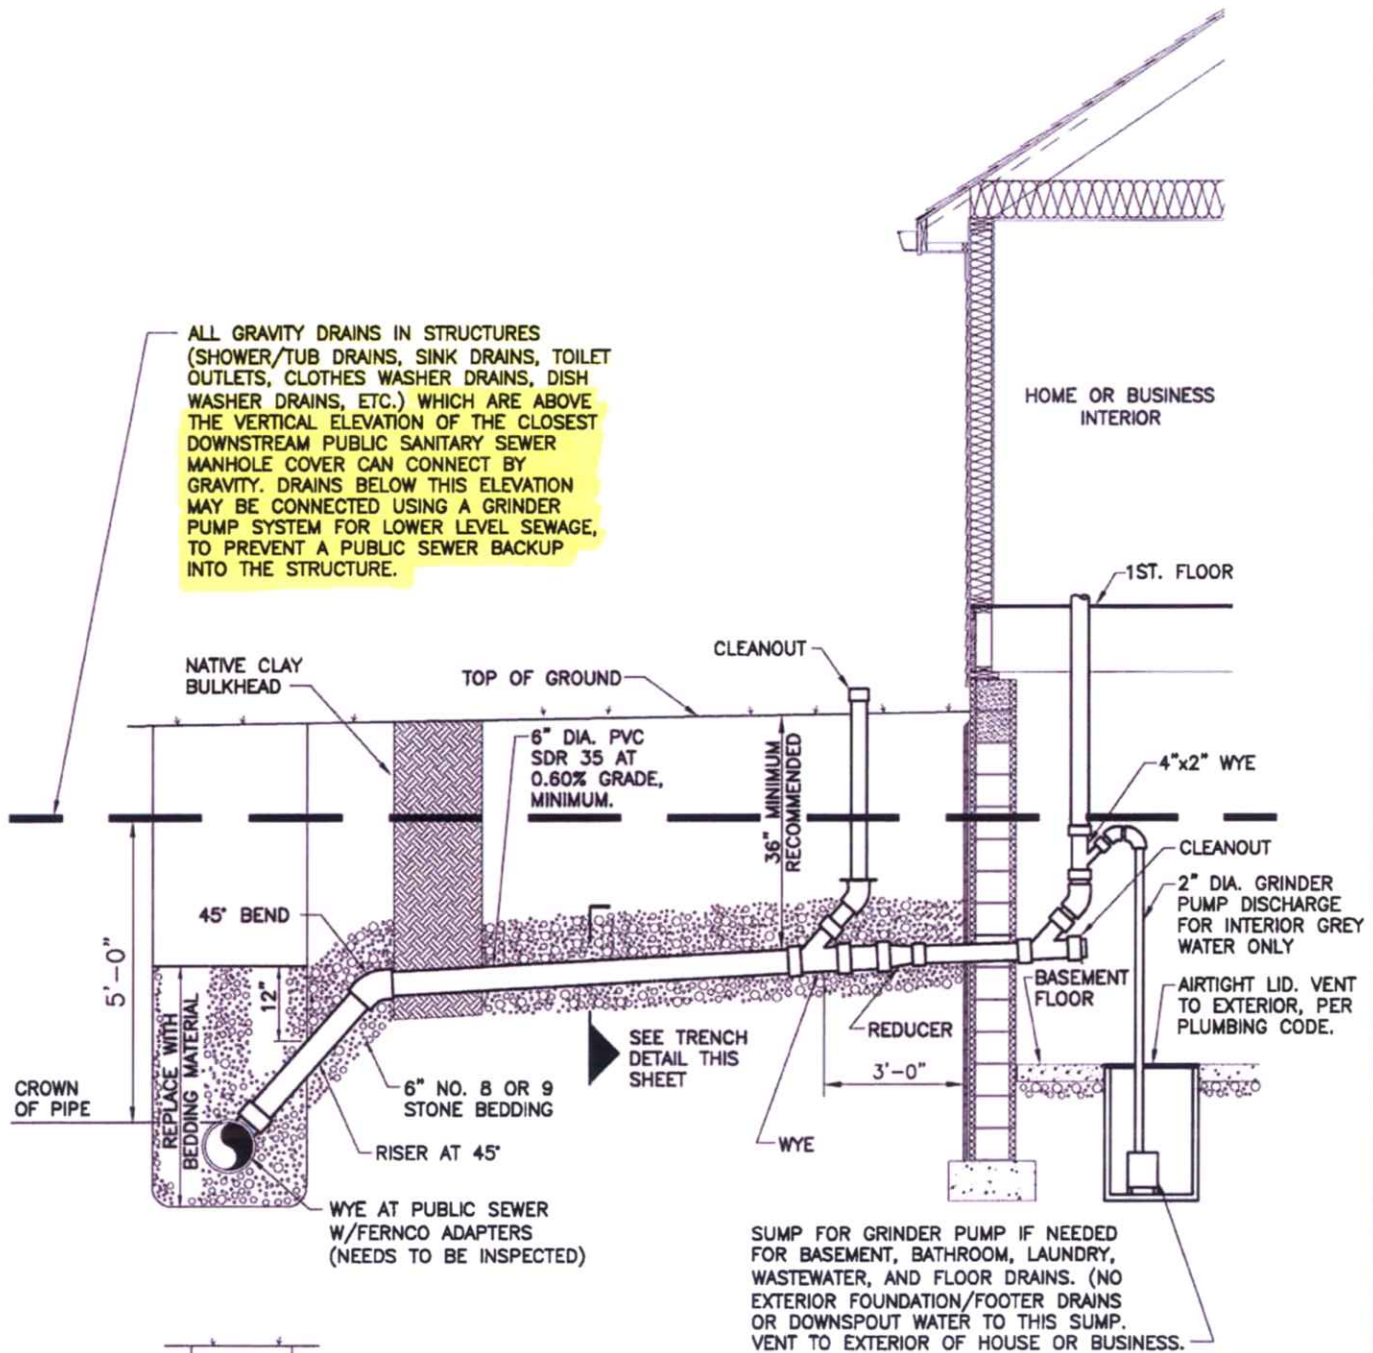 ALL GRAVITY DRAINS IN STRUCTURES
(SHOWER/TUB DRAINS, SINK DRAINS, TOILET
OUTLETS, CLOTHES WASHER DRAINS, DISH
WASHER DRAINS, ETC.) WHICH ARE ABOVE
THE VERTICAL ELEVATION OF THE CLOSEST
DOWNSTREAM PUBLIC SANITARY SEWER
MANHOLE COVER CAN CONNECT BY
GRAVITY. DRAINS BELOW THIS ELEVATION
MAY BE CONNECTED USING A GRINDER
PUMP SYSTEM FOR LOWER LEVEL SEWAGE,
TO PREVENT A PUBLIC SEWER BACKUP
INTO THE STRUCTURE.
HOME OR BUSINESS
INTERIOR
1ST. FLOOR
CLEANOUT
NATIVE CLAY
BULKHEAD
TOP OF GROUND
6" DIA. PVC
SDR 35 AT
0.60% GRADE,
MINIMUM.
36" MINIMUM
RECOMMENDED
4"x2" WYE
CLEANOUT
2" DIA. GRINDER
PUMP DISCHARGE
FOR INTERIOR GREY
WATER ONLY
45° BEND
5'-0"
12"
REPLACE WITH
BEDDING MATERIAL
BASEMENT
FLOOR
AIRTIGHT LID. VENT
TO EXTERIOR, PER
PLUMBING CODE.
REDUCER
SEE TRENCH
DETAIL THIS
SHEET
3'-0"
CROWN
OF PIPE
6" NO. 8 OR 9
STONE BEDDING
RISER AT 45°
WYE
WYE AT PUBLIC SEWER
W/FERNCO ADAPTERS
(NEEDS TO BE INSPECTED)
SUMP FOR GRINDER PUMP IF NEEDED
FOR BASEMENT, BATHROOM, LAUNDRY,
WASTEWATER, AND FLOOR DRAINS. (NO
EXTERIOR FOUNDATION/FOOTER DRAINS
OR DOWNSPOUT WATER TO THIS SUMP.
VENT TO EXTERIOR OF HOUSE OR BUSINESS.